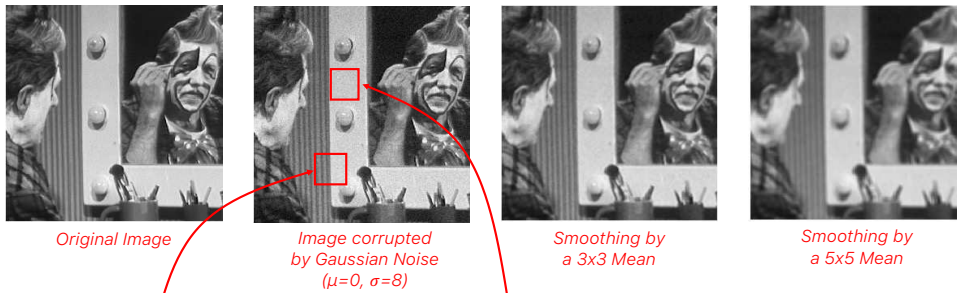 Original Image
Image corrupted
by Gaussian Noise
(μ=0, σ=8)
Smoothing by
a 3x3 Mean
Smoothing by
a 5x5 Mean